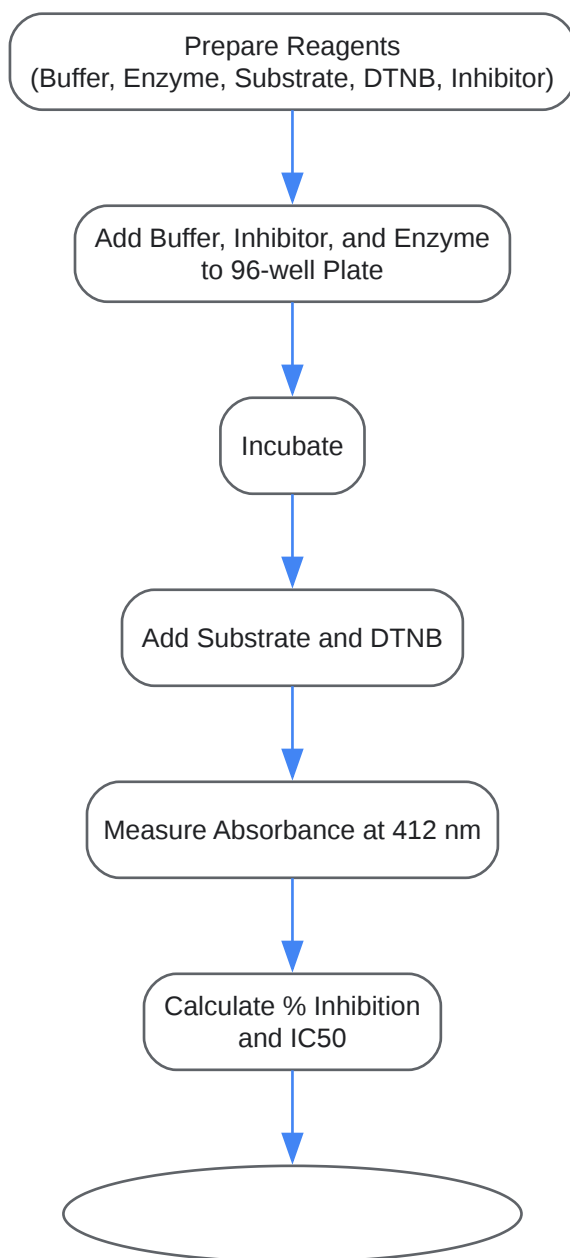 Prepare Reagents
(Buffer, Enzyme, Substrate, DTNB, Inhibitor)
Add Buffer, Inhibitor, and Enzyme
to 96-well Plate
Incubate
Add Substrate and DTNB
Measure Absorbance at 412 nm
Calculate % Inhibition
and IC50